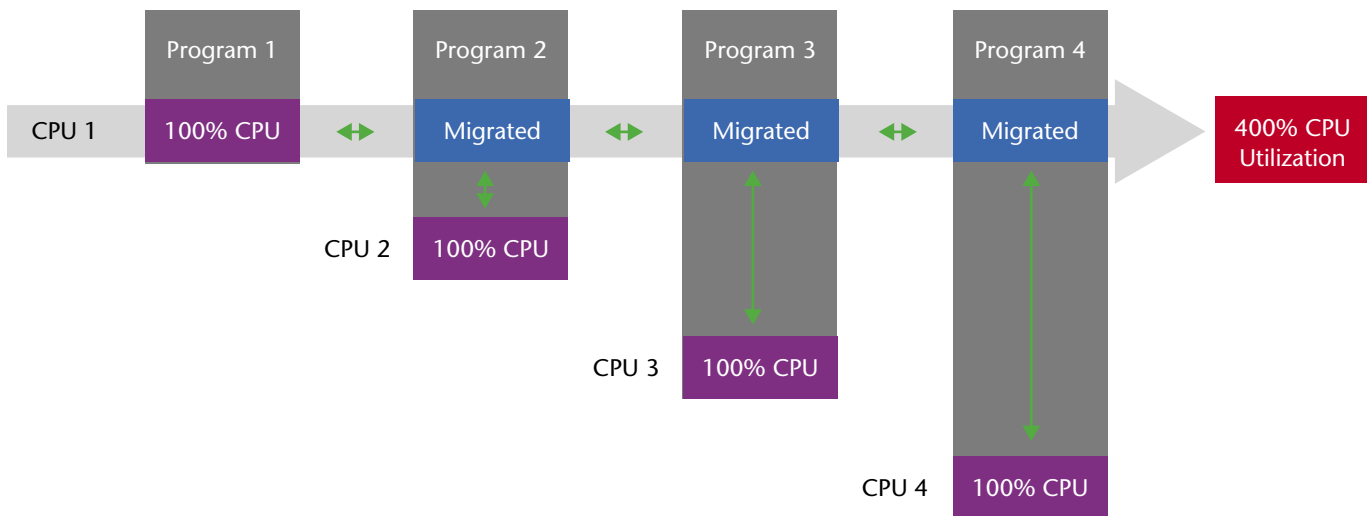 Program 1
Program 2
Program 3
Program 4
CPU 1
100% CPU
Migrated
Migrated
Migrated
400% CPU
Utilization
CPU 2
100% CPU
CPU 3
100% CPU
CPU 4
100% CPU